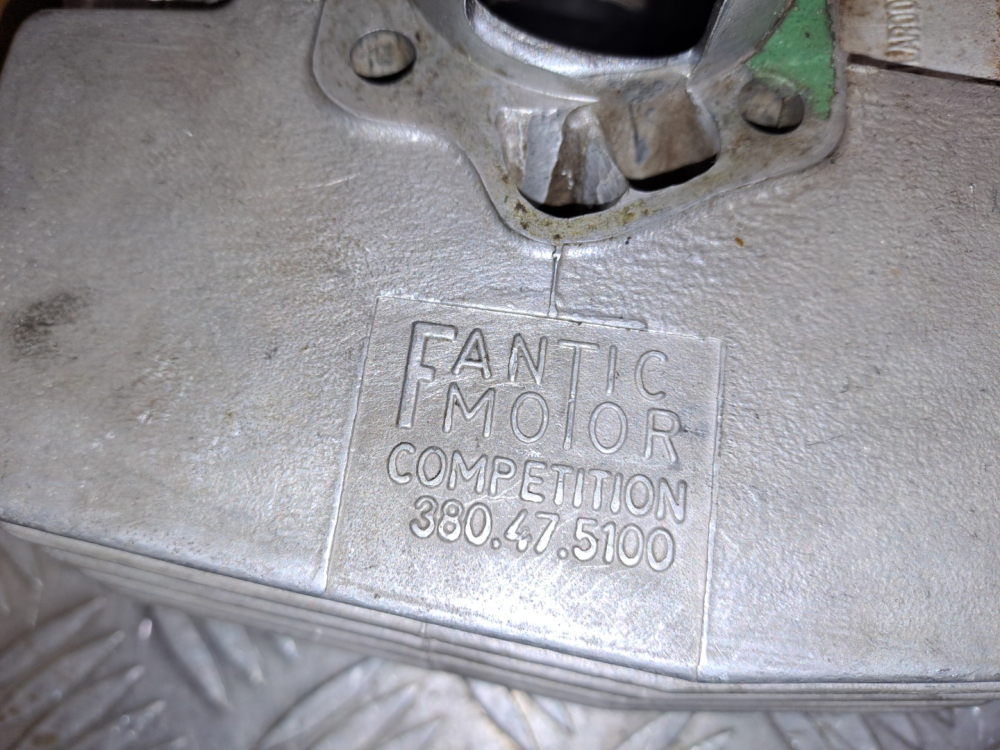 FANTIC
MOTOR
COMPETITION
380.47.5100